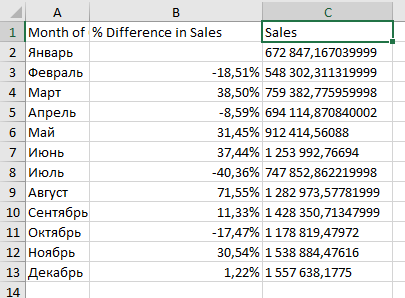 A B C
1 Month of % Difference in Sales Sales
2 Январь 672 847,167039999
3 Февраль -18,51% 548 302,311319999
4 Март 38,50% 759 382,775959998
5 Апрель -8,59% 694 114,870840002
6 Май 31,45% 912 414,56088
7 Июнь 37,44% 1 253 992,76694
8 Июль -40,36% 747 852,862219998
9 Август 71,55% 1 282 973,57781999
10 Сентябрь 11,33% 1 428 350,71347999
11 Октябрь -17,47% 1 178 819,47972
12 Ноябрь 30,54% 1 538 884,47616
13 Декабрь 1,22% 1 557 638,1775
14